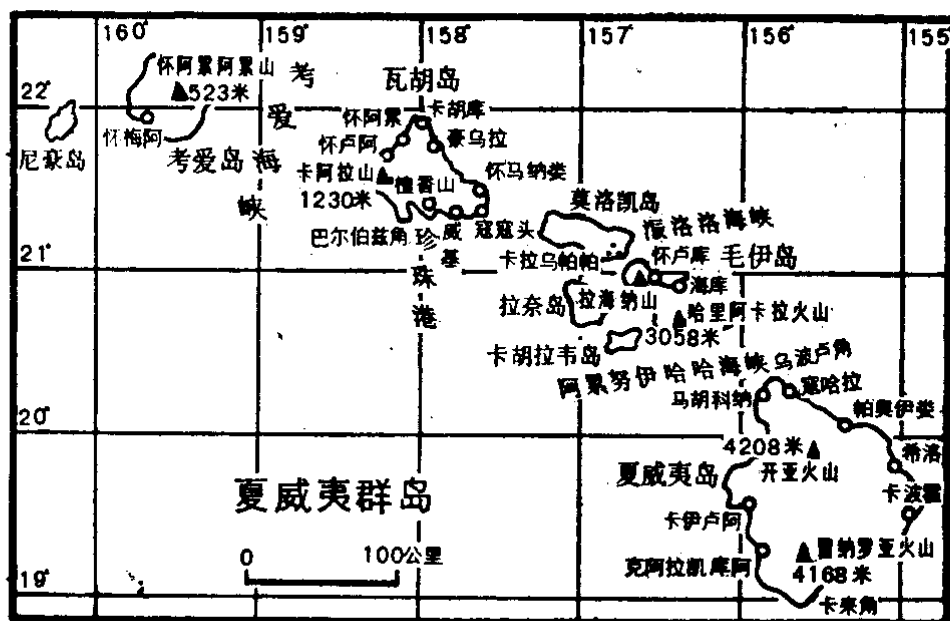 160°
159
158
157
156
155
22°
21°
20°
19°
怀阿累阿累山
523米
怀梅阿
尼豪岛
考爱岛
考爱海峡
瓦胡岛
卡胡库
怀阿累
豪乌拉
怀卢阿
卡阿拉山
1230米
檀香山
怀马纳娄
巴尔伯兹角
珍珠港
威基
寇寇头
莫洛凯岛
卡拉乌帕帕
怀卢库
毛伊岛
海库
拉奈岛
拉海纳山
哈里阿卡拉火山
3058米
卡胡拉韦岛
阿累努伊哈哈海峡
乌波卢角
马胡科纳
寇哈拉
帕奥伊娄
4208米
开亚火山
希洛
夏威夷岛
卡波霍
卡伊卢阿
冒纳罗亚火山
4168米
克阿拉凯库阿
卡来角
夏威夷群岛
0
100公里